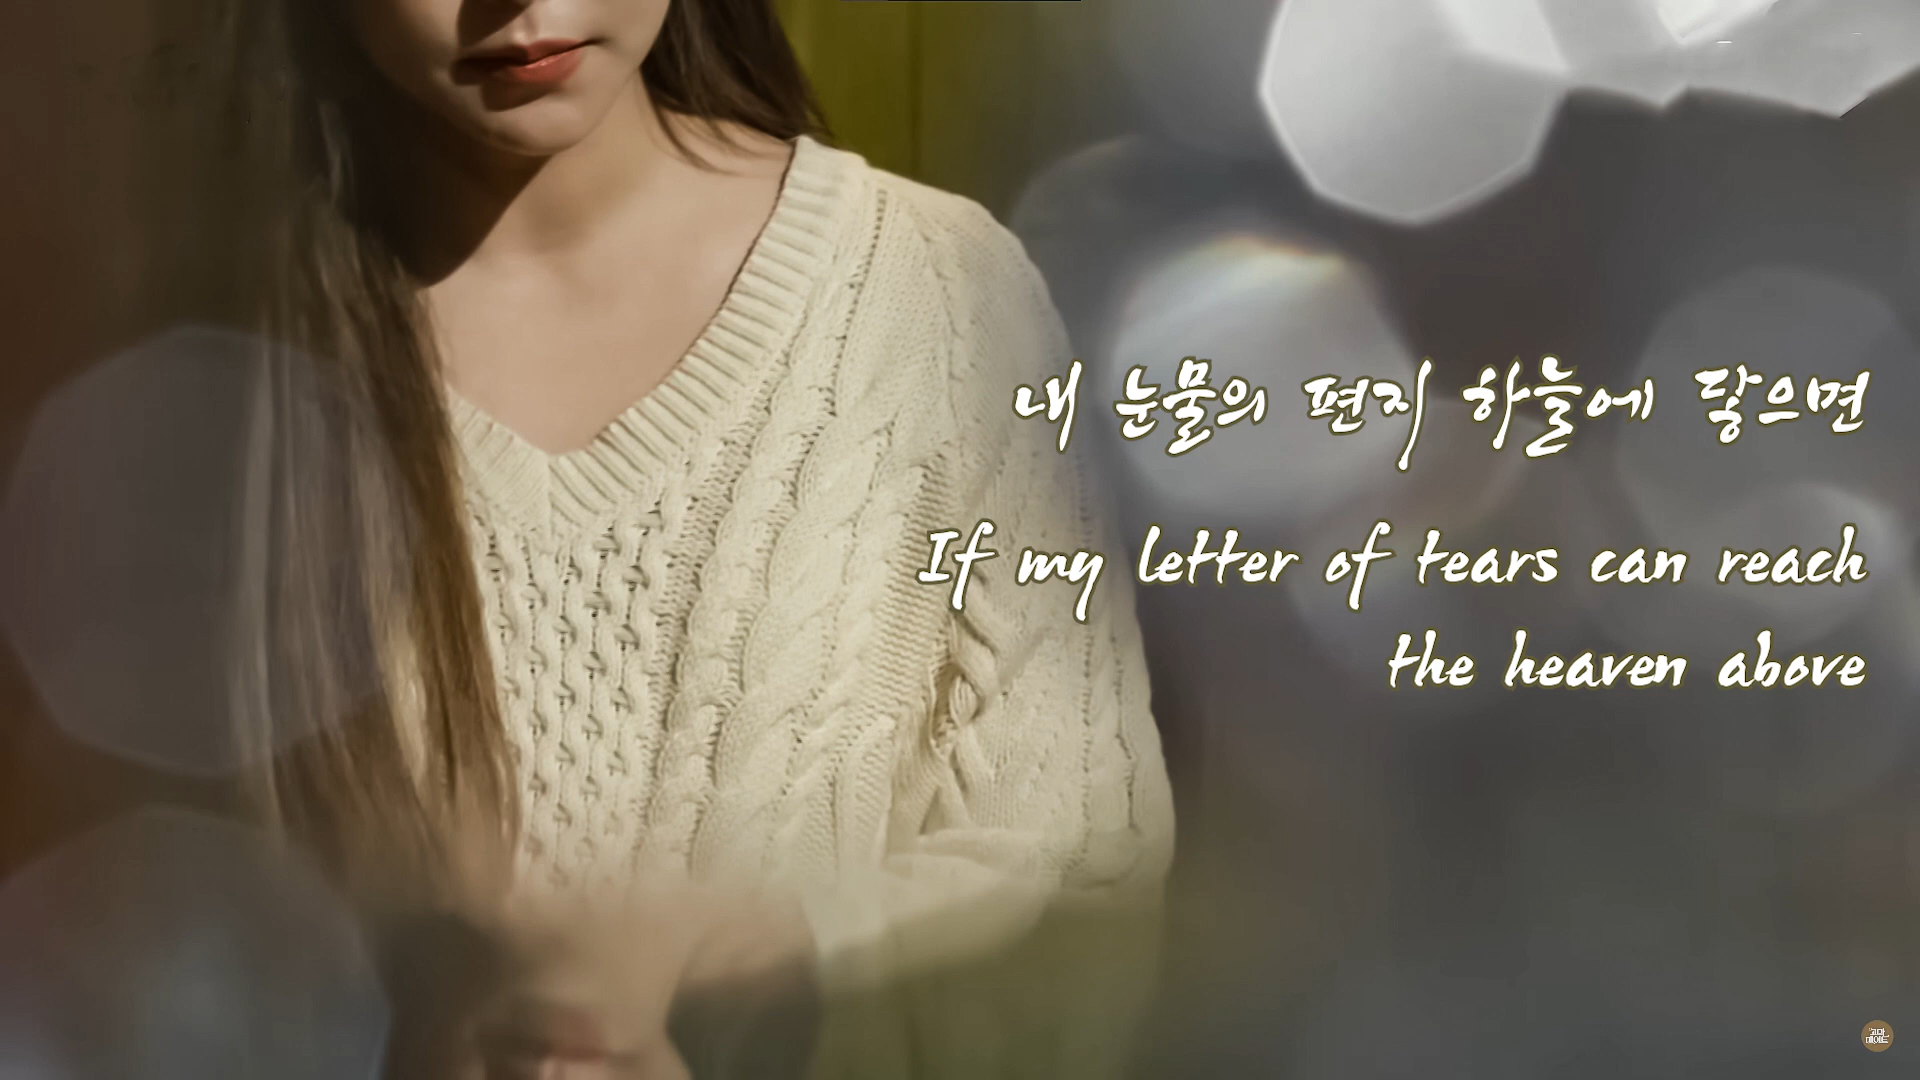 내 눈물의 편지 하늘에 닿으면
If my letter of tears can reach
the heaven above